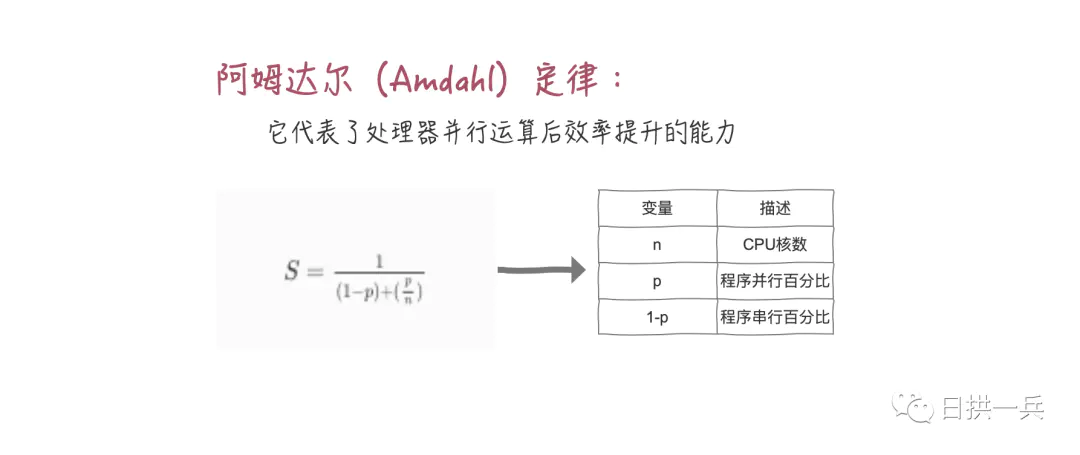 阿姆达尔（Amdahl）定律：
它代表了处理器并行运算后效率提升的能力
S = 1 / ((1−p)+(p/n))
变量 描述
n CPU核数
p 程序并行百分比
1-p 程序串行百分比
日拱一兵